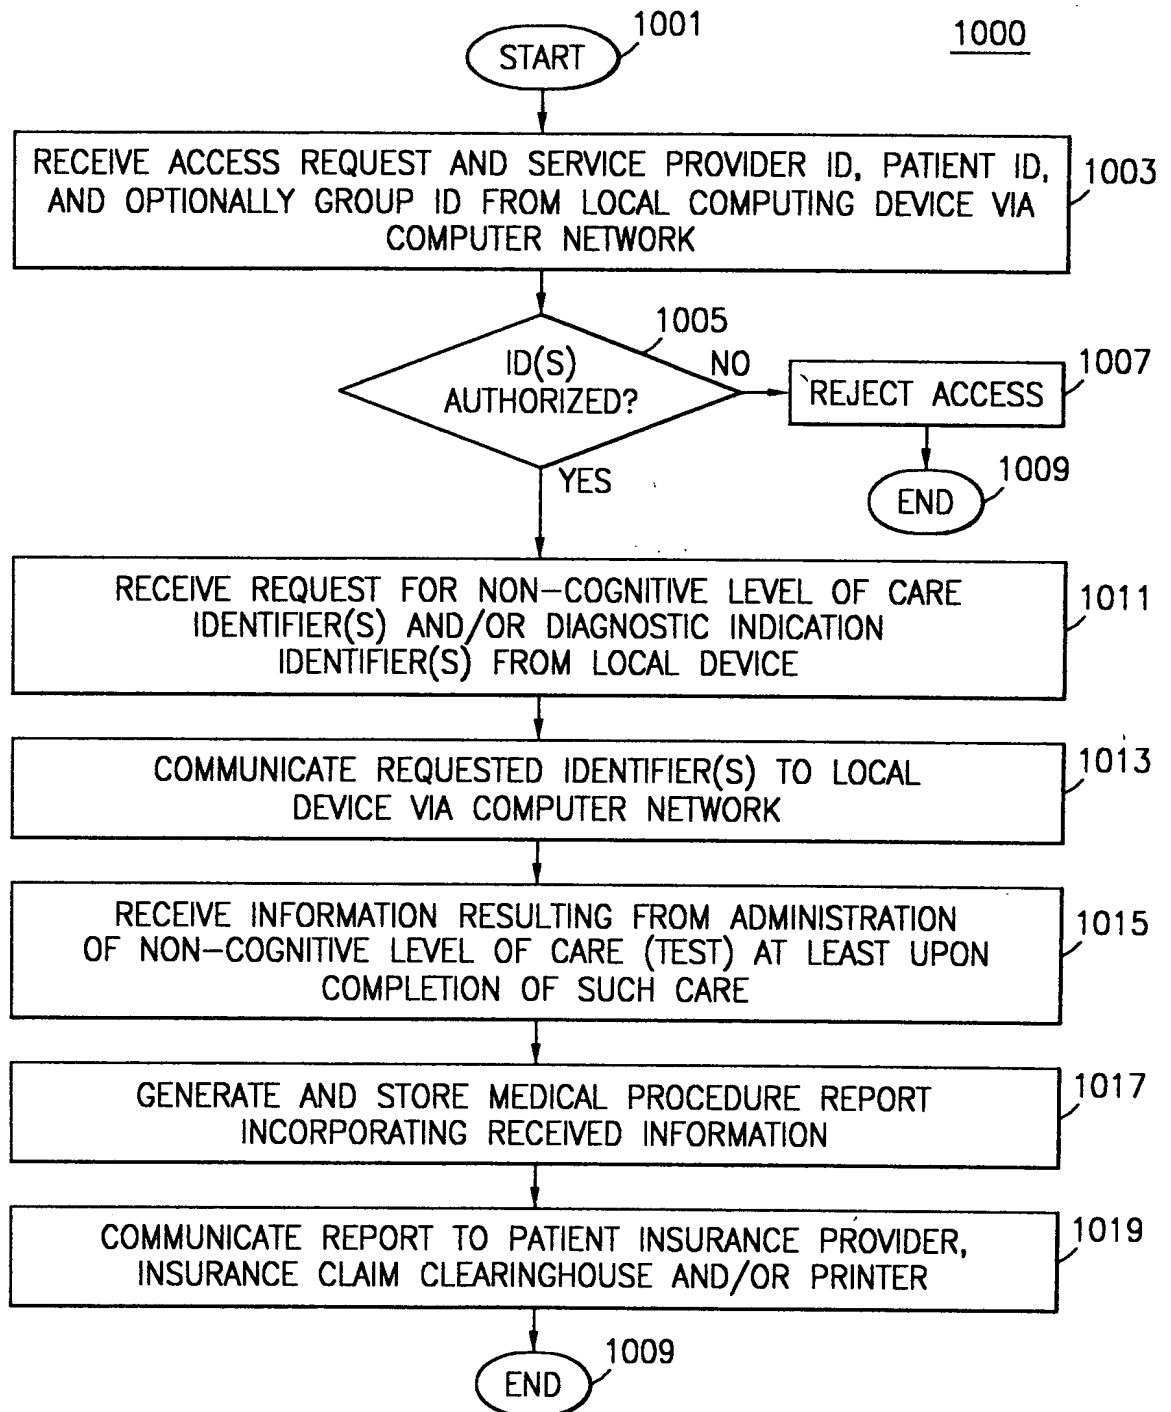 1000
START
1001
RECEIVE ACCESS REQUEST AND SERVICE PROVIDER ID, PATIENT ID,
AND OPTIONALLY GROUP ID FROM LOCAL COMPUTING DEVICE VIA
COMPUTER NETWORK
1003
ID(S)
AUTHORIZED?
1005
NO
REJECT ACCESS
1007
END
1009
YES
RECEIVE REQUEST FOR NON-COGNITIVE LEVEL OF CARE
IDENTIFIER(S) AND/OR DIAGNOSTIC INDICATION
IDENTIFIER(S) FROM LOCAL DEVICE
1011
COMMUNICATE REQUESTED IDENTIFIER(S) TO LOCAL
DEVICE VIA COMPUTER NETWORK
1013
RECEIVE INFORMATION RESULTING FROM ADMINISTRATION
OF NON-COGNITIVE LEVEL OF CARE (TEST) AT LEAST UPON
COMPLETION OF SUCH CARE
1015
GENERATE AND STORE MEDICAL PROCEDURE REPORT
INCORPORATING RECEIVED INFORMATION
1017
COMMUNICATE REPORT TO PATIENT INSURANCE PROVIDER,
INSURANCE CLAIM CLEARINGHOUSE AND/OR PRINTER
1019
END
1009